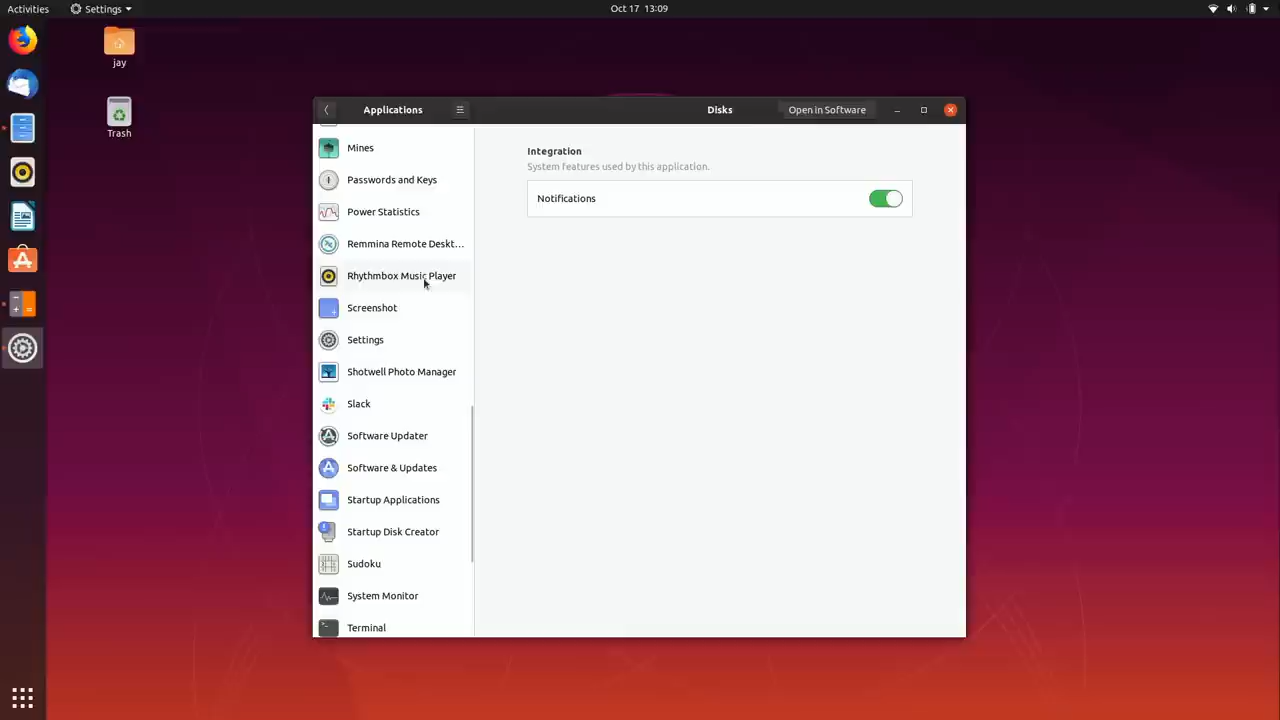 Activities
Settings
Oct 17 13:09
jay
Trash
Applications
Disks
Open in Software
Mines
Passwords and Keys
Power Statistics
Remmina Remote Deskt…
Rhythmbox Music Player
Screenshot
Settings
Shotwell Photo Manager
Slack
Software Updater
Software & Updates
Startup Applications
Startup Disk Creator
Sudoku
System Monitor
Terminal
Integration
System features used by this application.
Notifications